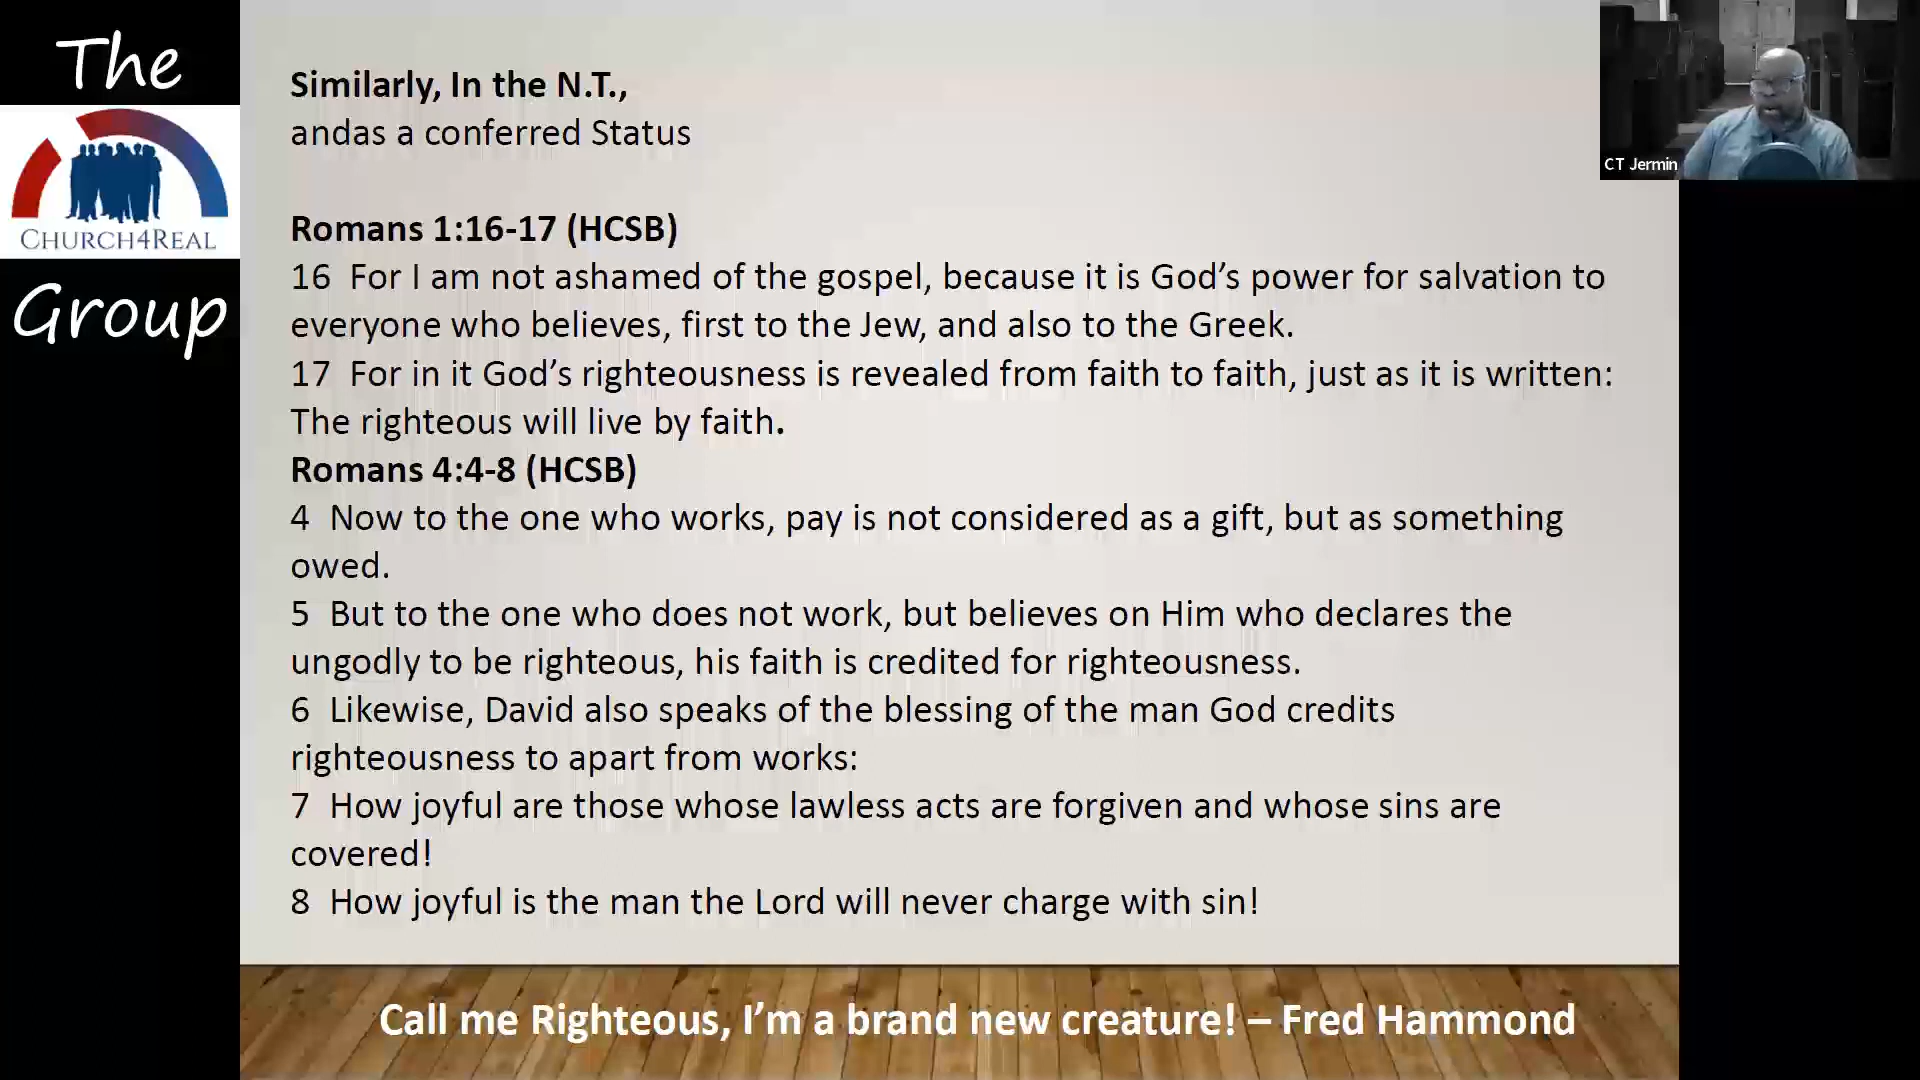 The
CHURCH4REAL
Group
Similarly, In the N.T.,
andas a conferred Status
Romans 1:16-17 (HCSB)
16 For I am not ashamed of the gospel, because it is God’s power for salvation to
everyone who believes, first to the Jew, and also to the Greek.
17 For in it God’s righteousness is revealed from faith to faith, just as it is written:
The righteous will live by faith.
Romans 4:4-8 (HCSB)
4 Now to the one who works, pay is not considered as a gift, but as something
owed.
5 But to the one who does not work, but believes on Him who declares the
ungodly to be righteous, his faith is credited for righteousness.
6 Likewise, David also speaks of the blessing of the man God credits
righteousness to apart from works:
7 How joyful are those whose lawless acts are forgiven and whose sins are
covered!
8 How joyful is the man the Lord will never charge with sin!
Call me Righteous, I’m a brand new creature! – Fred Hammond
CT Jermin